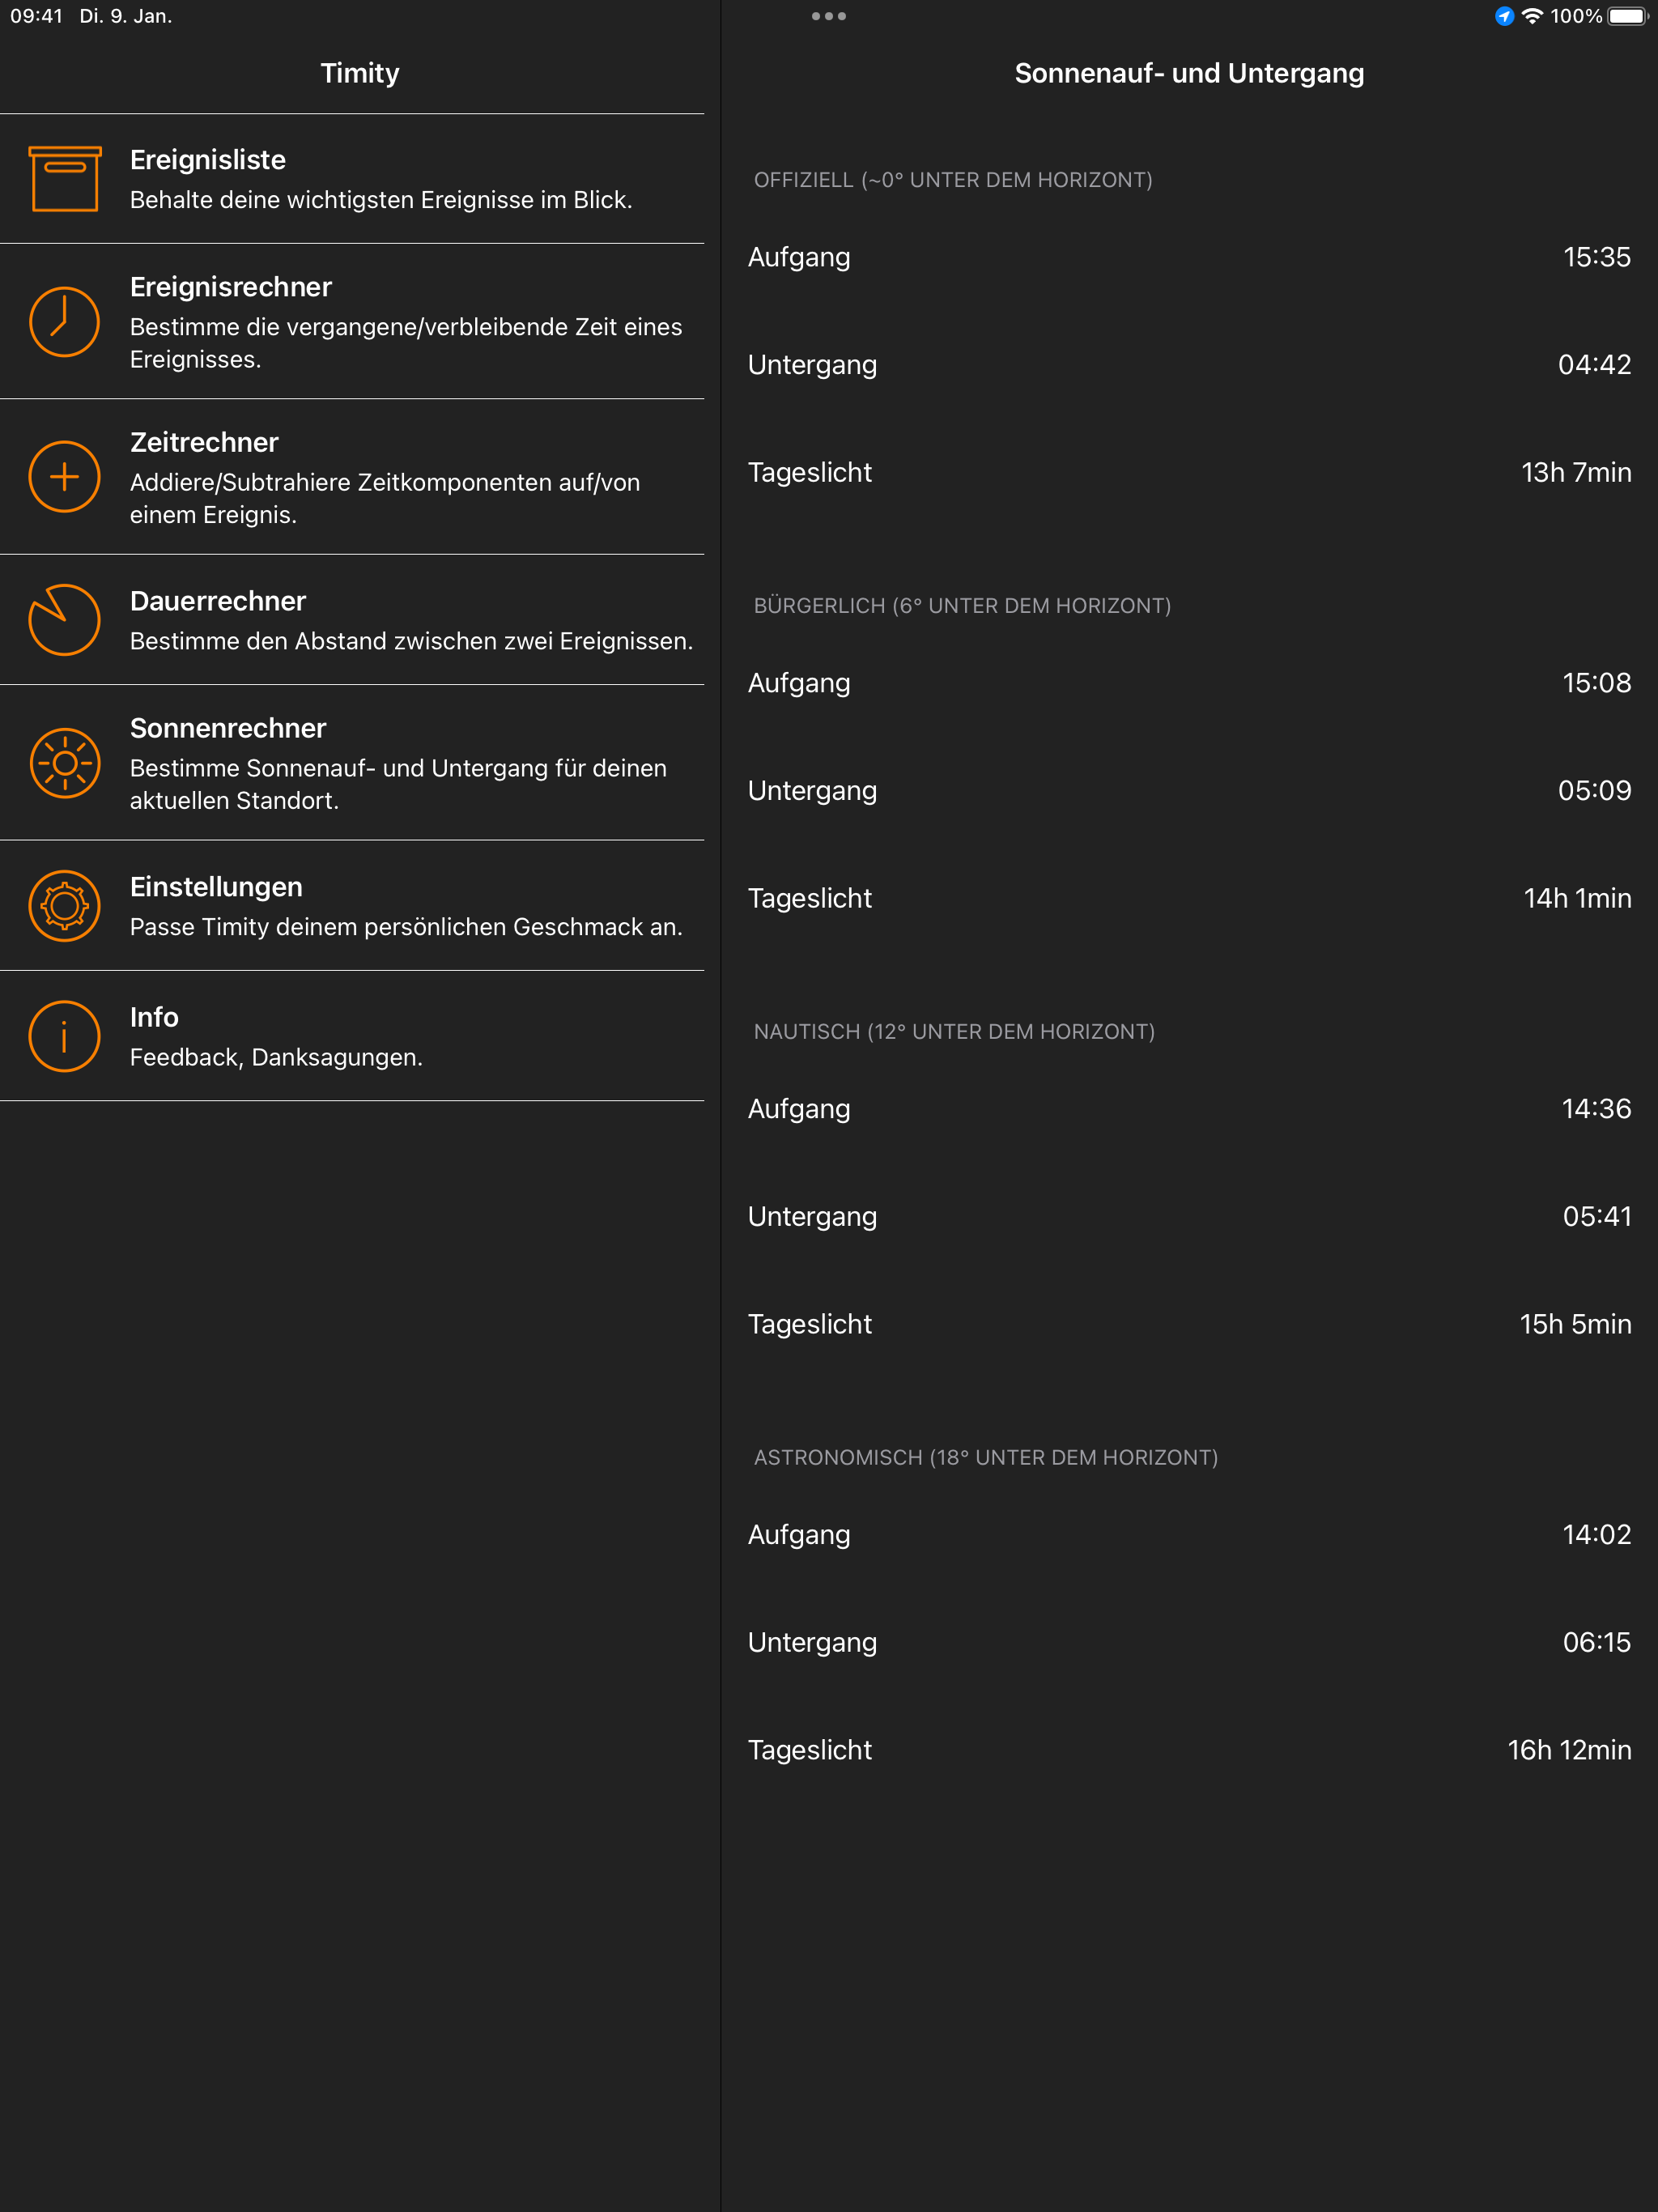 09:41 Di. 9. Jan.
100%
Timity
Ereignisliste
Behalte deine wichtigsten Ereignisse im Blick.
Ereignisrechner
Bestimme die vergangene/verbleibende Zeit eines
Ereignisses.
Zeitrechner
Addiere/Subtrahiere Zeitkomponenten auf/von
einem Ereignis.
Dauerrechner
Bestimme den Abstand zwischen zwei Ereignissen.
Sonnenrechner
Bestimme Sonnenauf- und Untergang für deinen
aktuellen Standort.
Einstellungen
Passe Timity deinem persönlichen Geschmack an.
Info
Feedback, Danksagungen.
Sonnenauf- und Untergang
OFFIZIELL (~0° UNTER DEM HORIZONT)
Aufgang 15:35
Untergang 04:42
Tageslicht 13h 7min
BÜRGERLICH (6° UNTER DEM HORIZONT)
Aufgang 15:08
Untergang 05:09
Tageslicht 14h 1min
NAUTISCH (12° UNTER DEM HORIZONT)
Aufgang 14:36
Untergang 05:41
Tageslicht 15h 5min
ASTRONOMISCH (18° UNTER DEM HORIZONT)
Aufgang 14:02
Untergang 06:15
Tageslicht 16h 12min